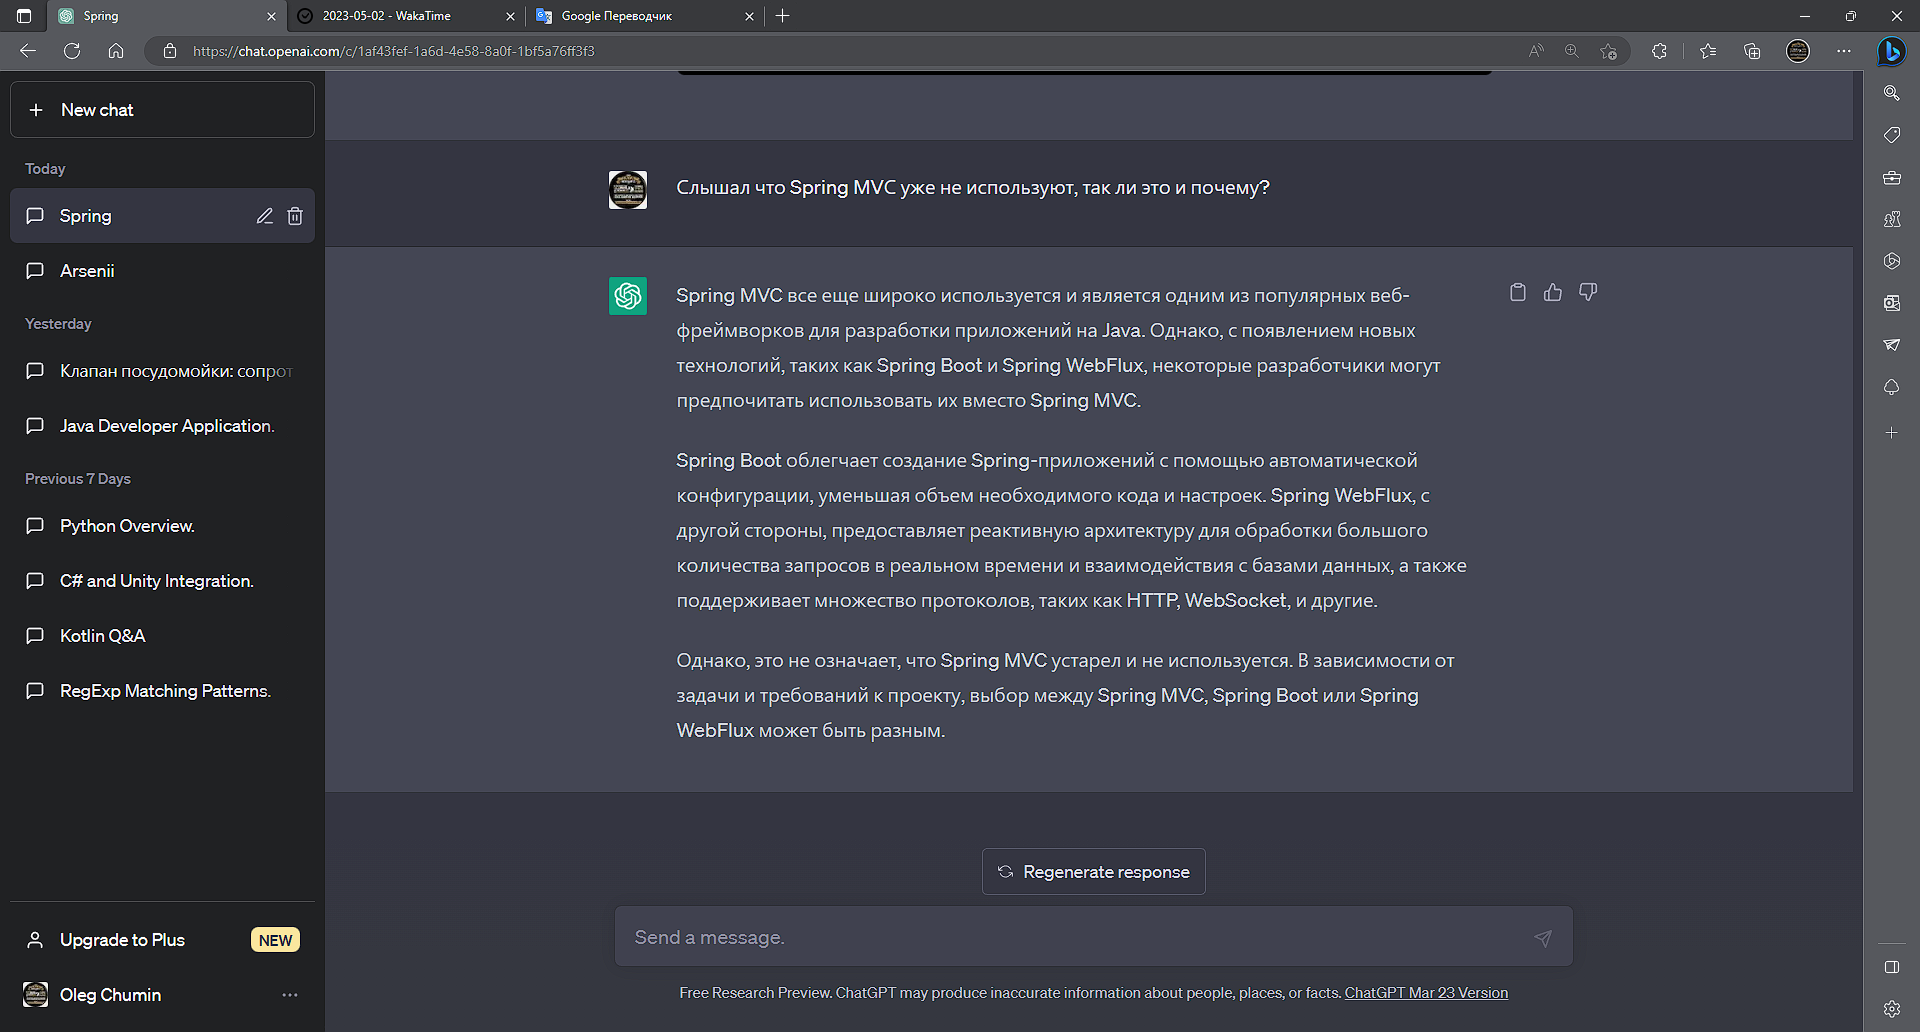 Spring
2023-05-02 - WakaTime
Google Переводчик
https://chat.openai.com/c/1af43fef-1a6d-4e58-8a0f-1bf5a76ff3f3
New chat
Today
Spring
Arsenii
Yesterday
Клапан посудомойки: сопрот
Java Developer Application.
Previous 7 Days
Python Overview.
C# and Unity Integration.
Kotlin Q&A
RegExp Matching Patterns.
Upgrade to Plus
NEW
Oleg Chumin
Слышал что Spring MVC уже не используют, так ли это и почему?
Spring MVC все еще широко используется и является одним из популярных веб-
фреймворков для разработки приложений на Java. Однако, с появлением новых
технологий, таких как Spring Boot и Spring WebFlux, некоторые разработчики могут
предпочитать использовать их вместо Spring MVC.
Spring Boot облегчает создание Spring-приложений с помощью автоматической
конфигурации, уменьшая объем необходимого кода и настроек. Spring WebFlux, с
другой стороны, предоставляет реактивную архитектуру для обработки большого
количества запросов в реальном времени и взаимодействия с базами данных, а также
поддерживает множество протоколов, таких как HTTP, WebSocket, и другие.
Однако, это не означает, что Spring MVC устарел и не используется. В зависимости от
задачи и требований к проекту, выбор между Spring MVC, Spring Boot или Spring
WebFlux может быть разным.
Regenerate response
Send a message.
Free Research Preview. ChatGPT may produce inaccurate information about people, places, or facts. ChatGPT Mar 23 Version